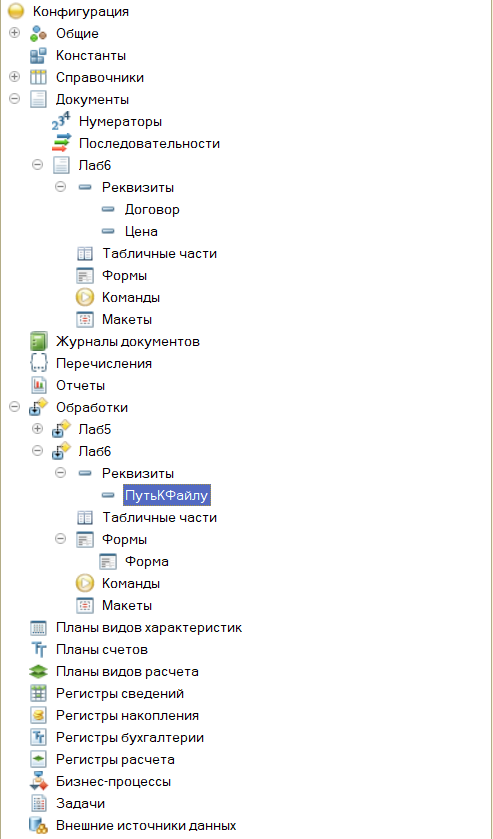 Конфигурация
Общие
Константы
Справочники
Документы
Нумераторы
Последовательности
Лаб6
Реквизиты
Договор
Цена
Табличные части
Формы
Команды
Макеты
Журналы документов
Перечисления
Отчеты
Обработки
Лаб5
Лаб6
Реквизиты
ПутьКФайлу
Табличные части
Формы
Форма
Команды
Макеты
Планы видов характеристик
Планы счетов
Планы видов расчета
Регистры сведений
Регистры накопления
Регистры бухгалтерии
Регистры расчета
Бизнес-процессы
Задачи
Внешние источники данных